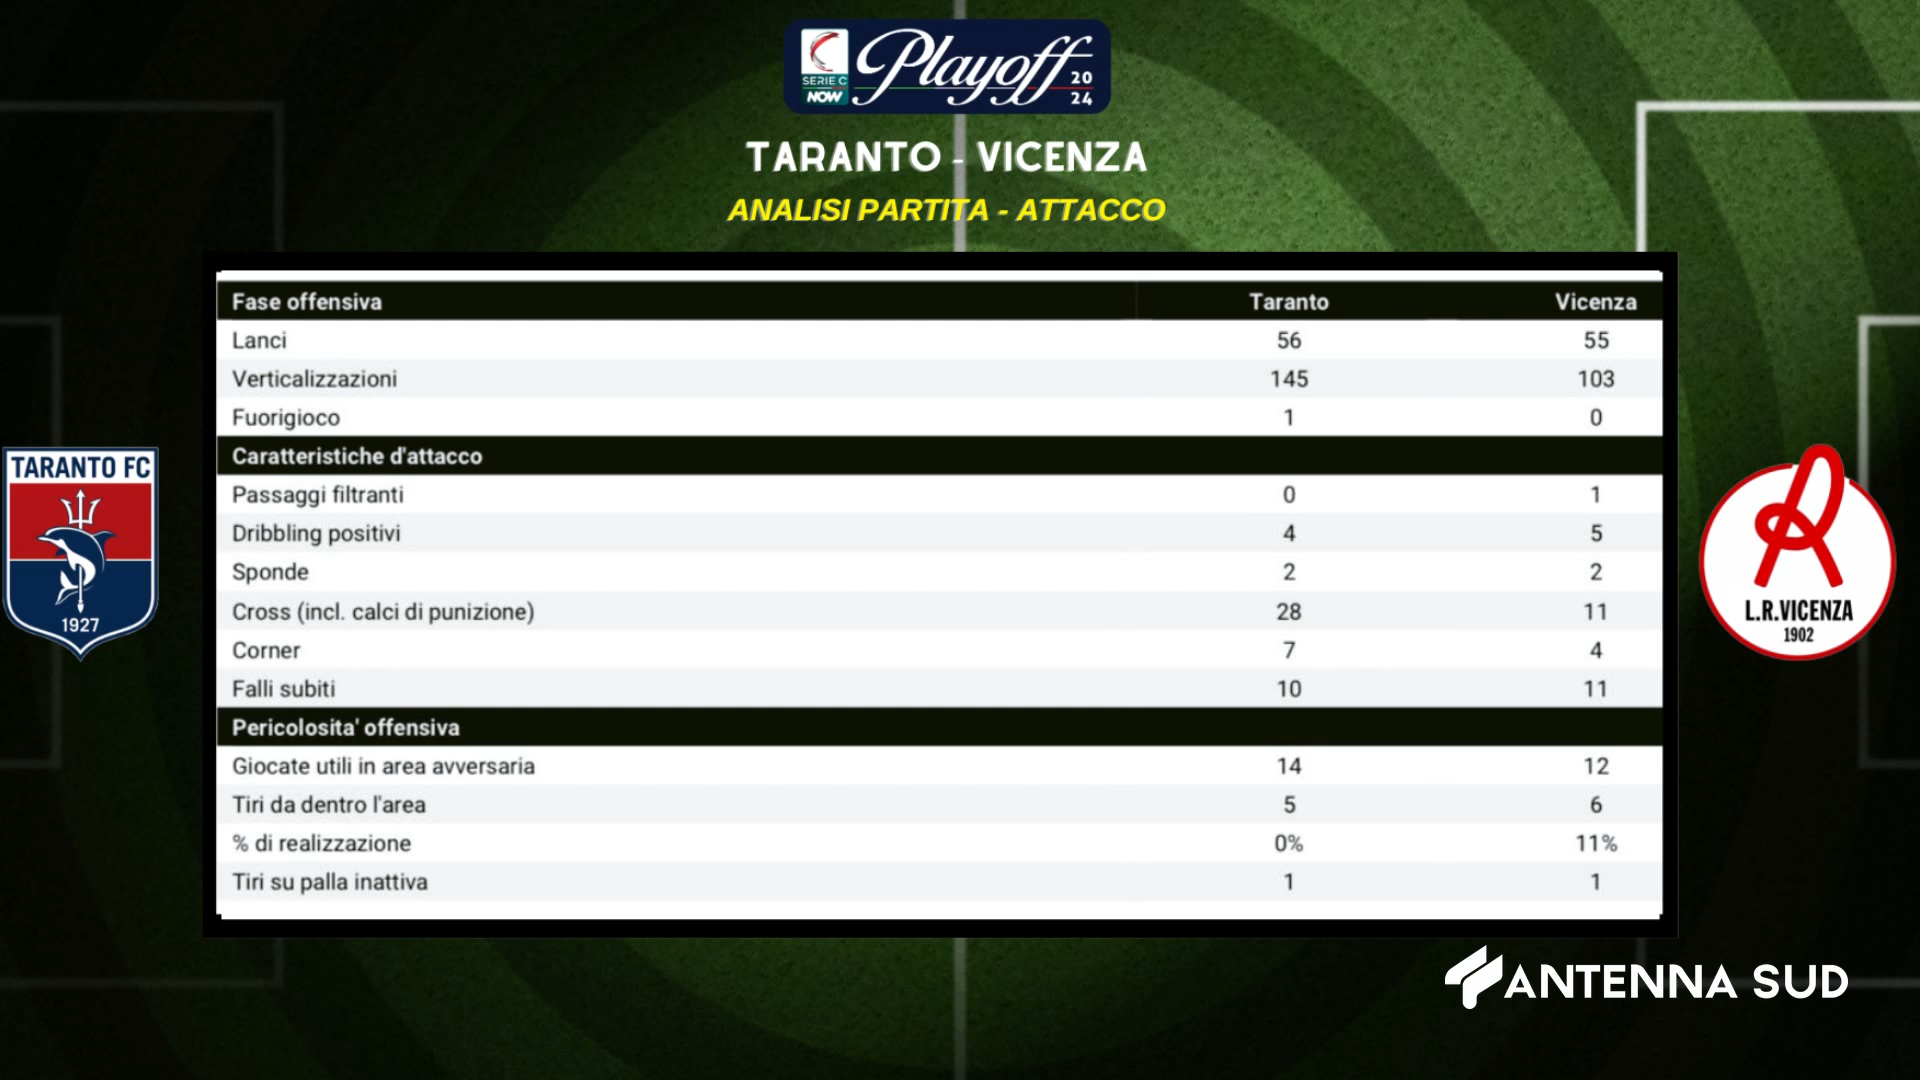 SERIE C
NOW
Playoff
20
24
TARANTO - VICENZA
ANALISI PARTITA - ATTACCO
Fase offensiva Taranto Vicenza
Lanci 56 55
Verticalizzazioni 145 103
Fuorigioco 1 0
Caratteristiche d'attacco
Passaggi filtranti 0 1
Dribbling positivi 4 5
Sponde 2 2
Cross (incl. calci di punizione) 28 11
Corner 7 4
Falli subiti 10 11
Pericolosita' offensiva
Giocate utili in area avversaria 14 12
Tiri da dentro l'area 5 6
% di realizzazione 0% 11%
Tiri su palla inattiva 1 1
TARANTO FC
1927
L.R.VICENZA
1902
ANTENNA SUD